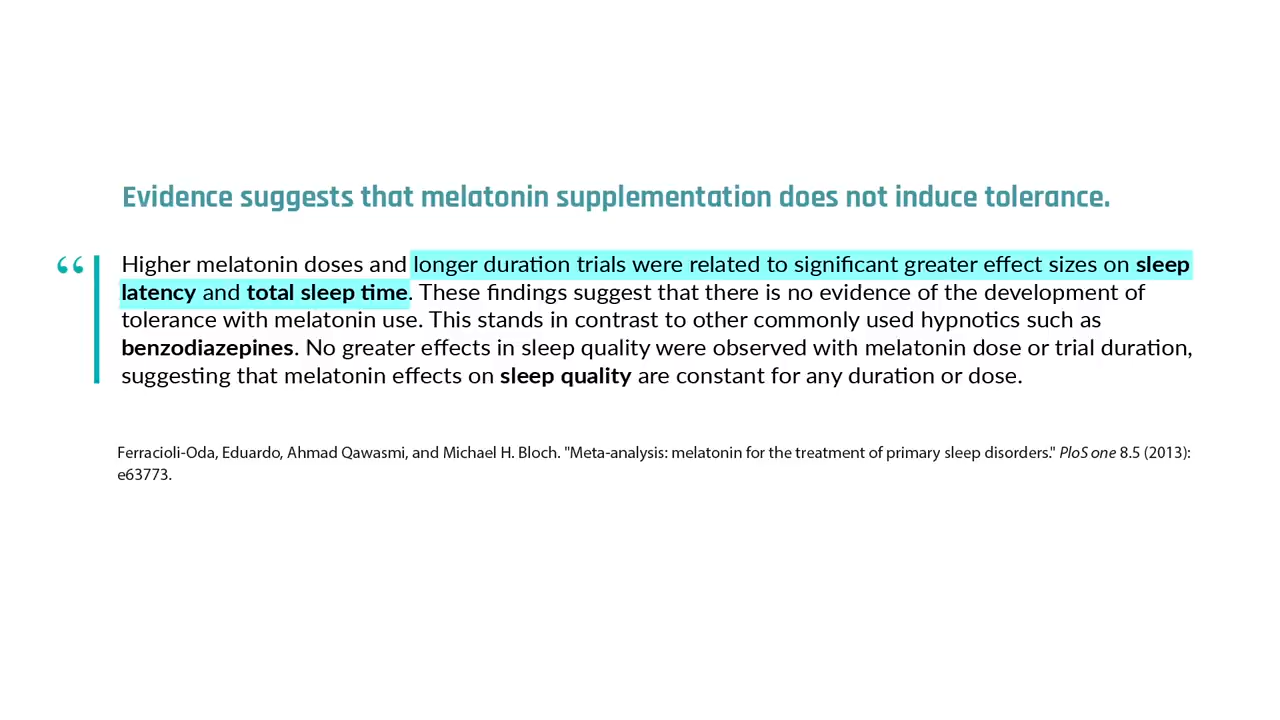 Evidence suggests that melatonin supplementation does not induce tolerance.
“
Higher melatonin doses and longer duration trials were related to significant greater effect sizes on sleep
latency and total sleep time. These findings suggest that there is no evidence of the development of
tolerance with melatonin use. This stands in contrast to other commonly used hypnotics such as
benzodiazepines. No greater effects in sleep quality were observed with melatonin dose or trial duration,
suggesting that melatonin effects on sleep quality are constant for any duration or dose.
Ferracioli-Oda, Eduardo, Ahmad Qawasmi, and Michael H. Bloch. "Meta-analysis: melatonin for the treatment of primary sleep disorders." PloS one 8.5 (2013):
e63773.